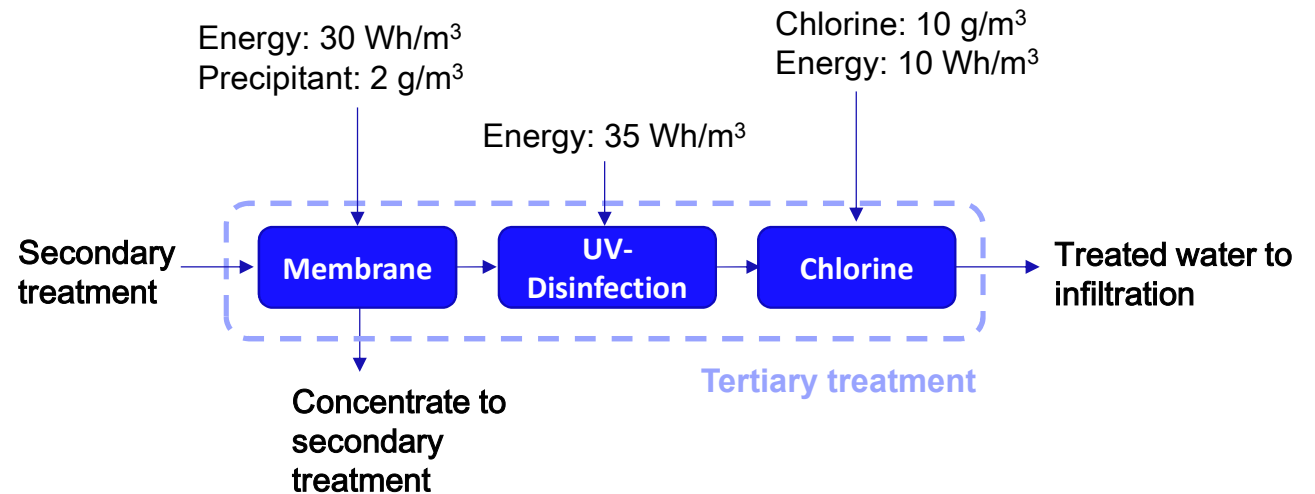 Energy: 30 Wh/m³
Precipitant: 2 g/m³
Energy: 35 Wh/m³
Chlorine: 10 g/m³
Energy: 10 Wh/m³
Secondary
treatment
Membrane
UV-
Disinfection
Chlorine
Treated water to
infiltration
Tertiary treatment
Concentrate to
secondary
treatment